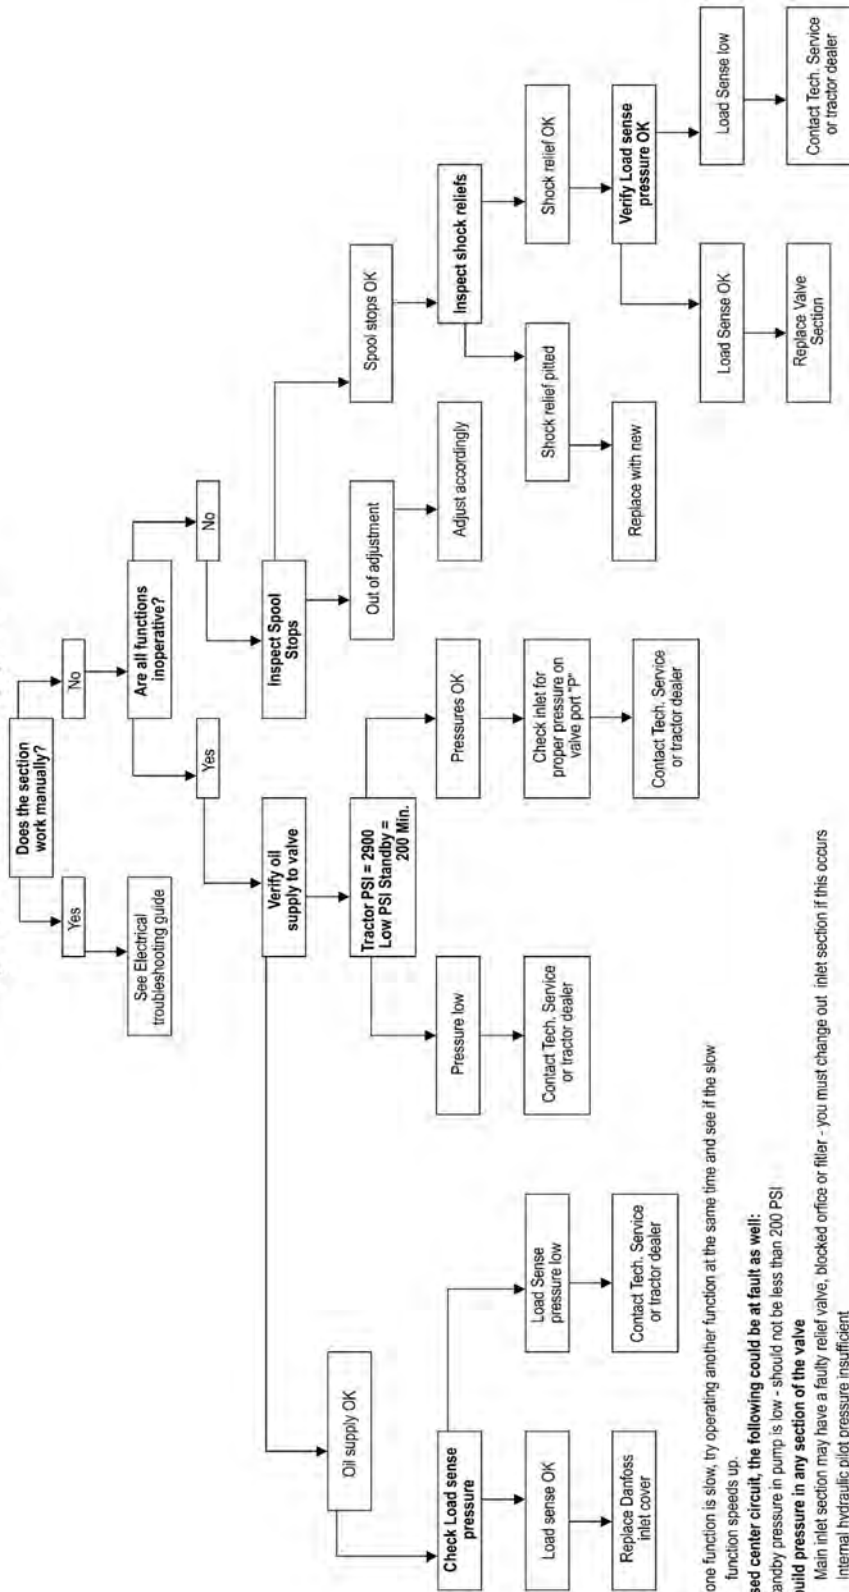 Does the section
work manually?
Yes
No
See Electrical
troubleshooting guide
Are all functions
inoperative?
Yes
No
Verify oil
supply to valve
Inspect Spool
Stops
Oil supply OK
Tractor PSI = 2900
Low PSI Standby =
200 Min.
Out of adjustment
Spool stops OK
Check Load sense
pressure
Pressure low
Pressures OK
Adjust accordingly
Inspect shock reliefs
Load sense OK
Load Sense
pressure low
Contact Tech. Service
or tractor dealer
Check inlet for
proper pressure on
valve port "P"
Shock relief pitted
Shock relief OK
Replace Danfoss
inlet cover
Contact Tech. Service
or tractor dealer
Contact Tech. Service
or tractor dealer
Replace with new
Verify Load sense
pressure OK
Load Sense OK
Load Sense low
Replace Valve
Section
Contact Tech. Service
or tractor dealer
one function is slow, try operating another function at the same time and see if the slow
function speeds up.
sed center circuit, the following could be at fault as well:
andby pressure in pump is low - should not be less than 200 PSI
build pressure in any section of the valve
Main inlet section may have a faulty relief valve, blocked orfice or fitler - you must change out inlet section if this occurs
Internal hydraulic pilot pressure insufficient